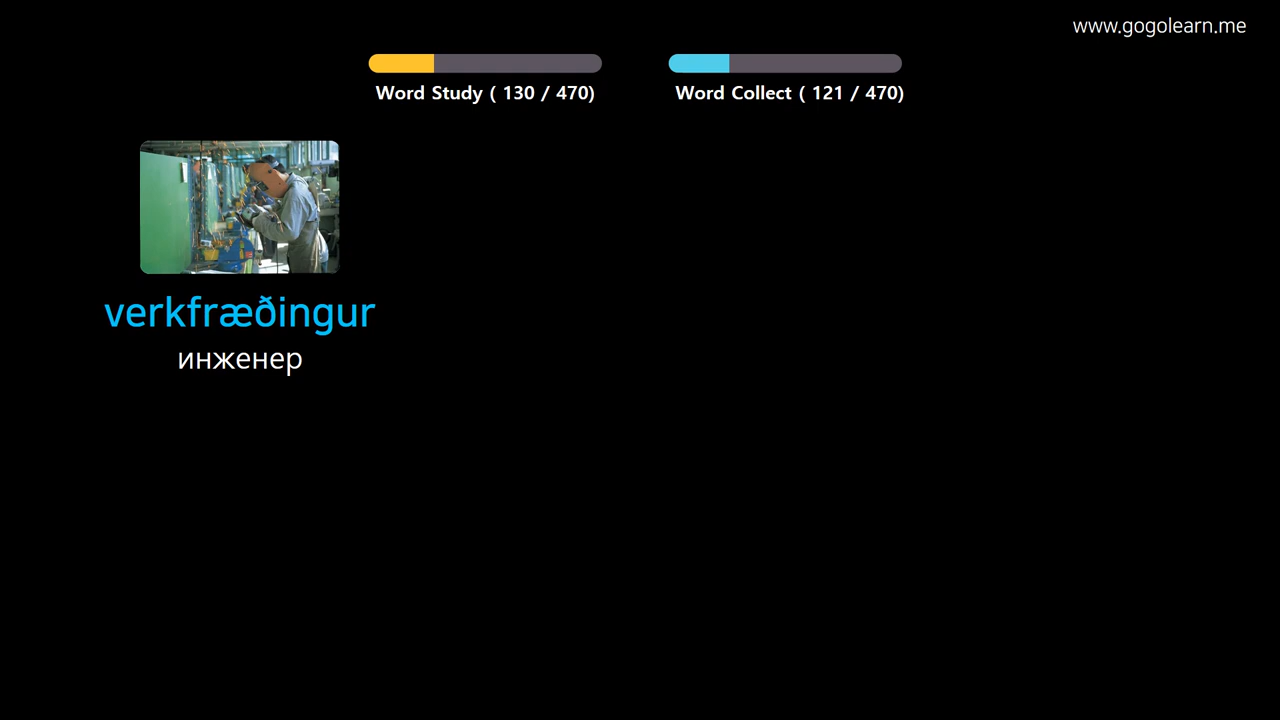 www.gogolearn.me
Word Study ( 130 / 470)
Word Collect ( 121 / 470)
verkfræðingur
инженер